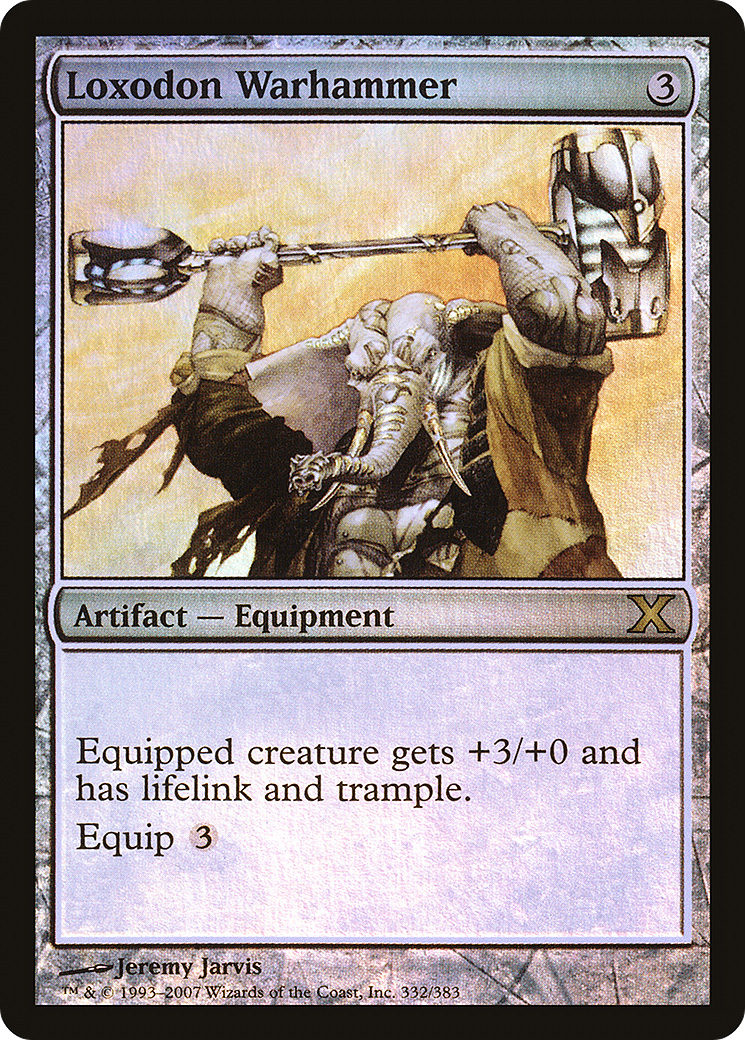 Loxodon Warhammer 3
Artifact — Equipment X
Equipped creature gets +3/+0 and
has lifelink and trample.
Equip 3
Jeremy Jarvis
™ & © 1993–2007 Wizards of the Coast, Inc. 332/383